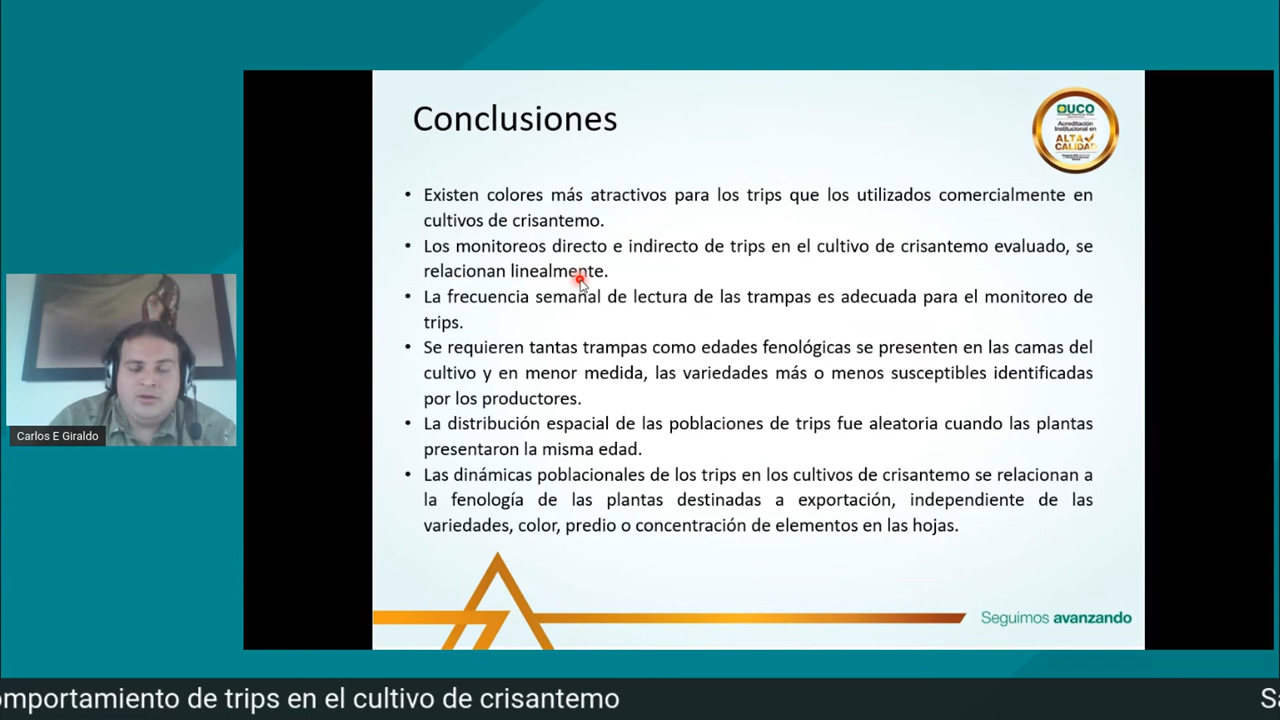 Conclusiones
UCO
Acreditación
Institucional en
ALTA
CALIDAD
• Existen colores más atractivos para los trips que los utilizados comercialmente en
cultivos de crisantemo.
• Los monitoreos directo e indirecto de trips en el cultivo de crisantemo evaluado, se
relacionan linealmente.
• La frecuencia semanal de lectura de las trampas es adecuada para el monitoreo de
trips.
• Se requieren tantas trampas como edades fenológicas se presenten en las camas del
cultivo y en menor medida, las variedades más o menos susceptibles identificadas
por los productores.
• La distribución espacial de las poblaciones de trips fue aleatoria cuando las plantas
presentaron la misma edad.
• Las dinámicas poblacionales de los trips en los cultivos de crisantemo se relacionan a
la fenología de las plantas destinadas a exportación, independiente de las
variedades, color, predio o concentración de elementos en las hojas.
Carlos E Giraldo
Seguimos avanzando
omportamiento de trips en el cultivo de crisantemo